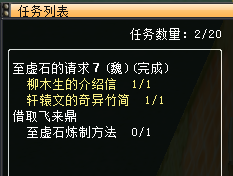 任务列表
任务数量: 2/20
至虚石的请求7(魏)(完成)
柳木生的介绍信 1/1
轩辕文的奇异竹简 1/1
借取飞来鼎
至虚石炼制方法 0/1